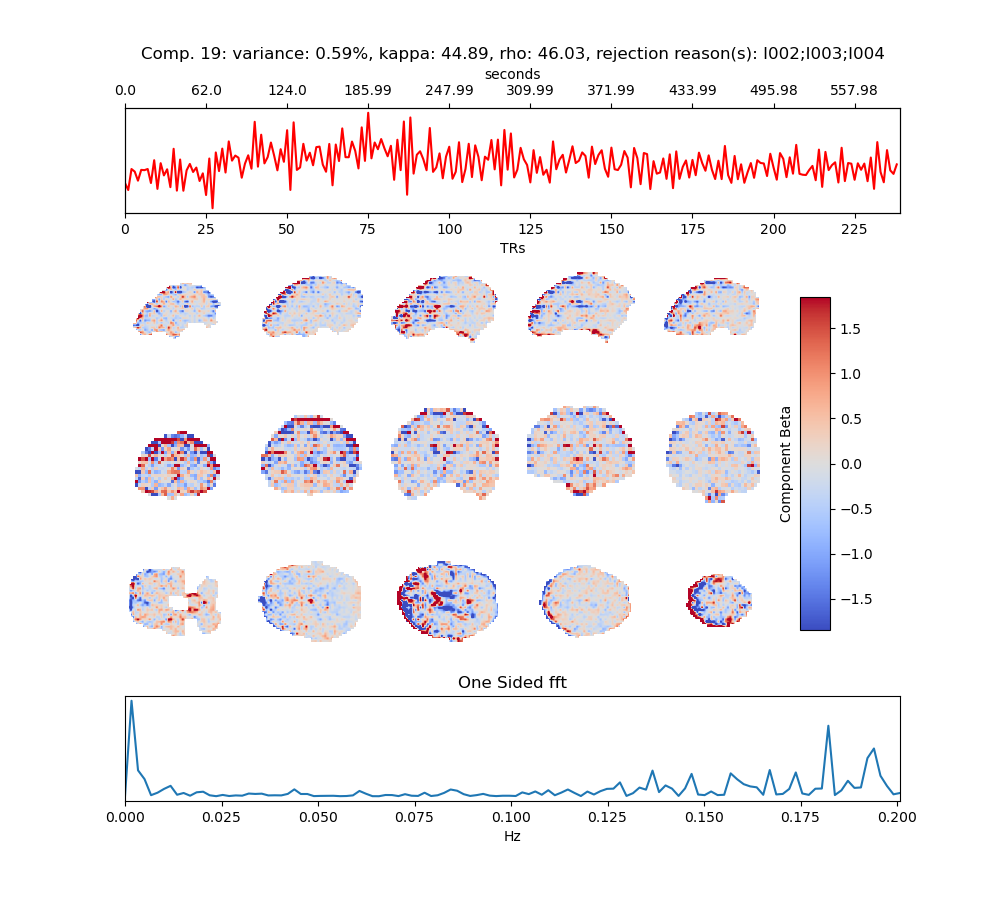 Comp. 19: variance: 0.59%, kappa: 44.89, rho: 46.03, rejection reason(s): I002;I003;I004
seconds
0.0 62.0 124.0 185.99 247.99 309.99 371.99 433.99 495.98 557.98
0 25 50 75 100 125 150 175 200 225
TRs
1.5
1.0
0.5
0.0
−0.5
−1.0
−1.5
Component Beta
One Sided fft
0.000 0.025 0.050 0.075 0.100 0.125 0.150 0.175 0.200
Hz